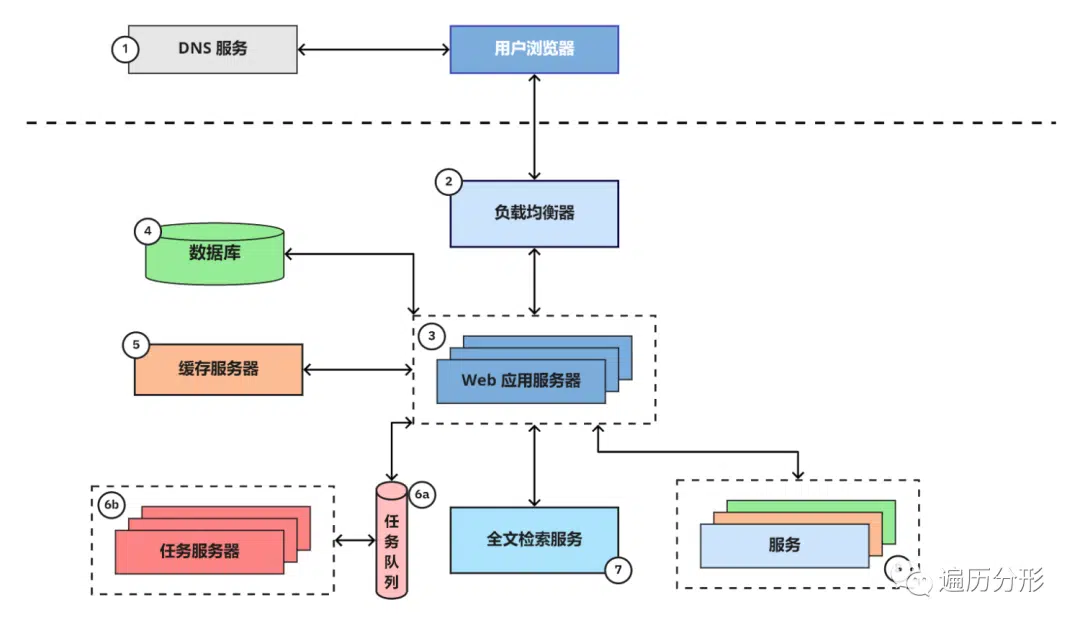 1
DNS 服务
用户浏览器
2
负载均衡器
4
数据库
3
Web 应用服务器
5
缓存服务器
6a
任务队列
6b
任务服务器
全文检索服务
7
服务
遍历分形